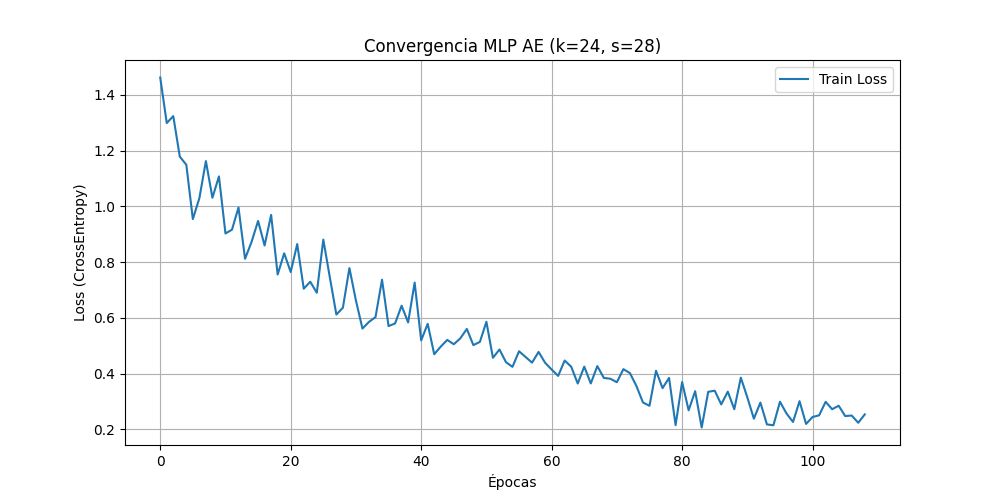 Convergencia MLP AE (k=24, s=28)
Train Loss
Loss (CrossEntropy)
1.4
1.2
1.0
0.8
0.6
0.4
0.2
0 20 40 60 80 100
Épocas